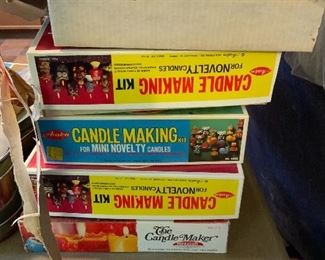 CANDLE MAKING
FOR NOVELTY CANDLES
KIT
CANDLE MAKING KIT
FOR MINI NOVELTY CANDLES
CANDLE MAKING
FOR NOVELTY CANDLES
KIT
The
Candle Maker